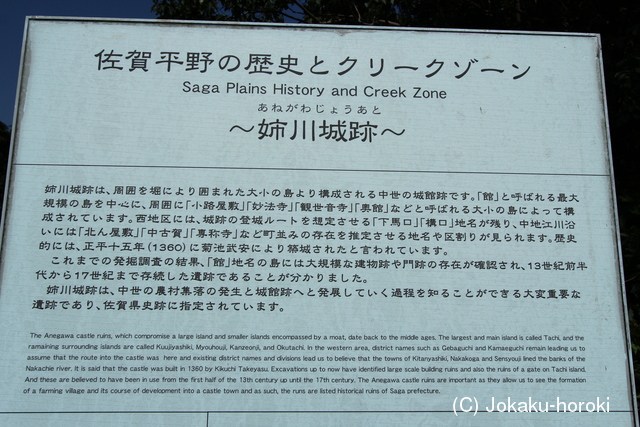 佐賀平野の歴史とクリークゾーン
Saga Plains History and Creek Zone
あねがわじょうあと
～姉川城跡～
姉川城跡は、周囲を堀により囲まれた大小の島より構成される中世の城館跡です。「館」と呼ばれる最大
規模の島を中心に、周囲に「小路屋敷」「妙法寺」「観世音寺」「奥館」などと呼ばれる大小の島によって構
成されています。西地区には、城跡の登城ルートを想定させる「下馬口」「構口」地名が残り、中地江川沿
いには「北ん屋敷」「中古賀」「専称寺」など町並みの存在を推定させる地名や区割りが見られます。歴史
的には、正平十五年(1360)に菊池武安により築城されたと言われています。
これまでの発掘調査の結果、「館」地名の島には大規模な建物跡や門跡の存在が確認され、13世紀前半
代から17世紀まで存続した遺跡であることが分かりました。
姉川城跡は、中世の農村集落の発生と城館跡へと発展していく過程を知ることができる大変重要な
遺跡であり、佐賀県史跡に指定されています。
The Anegawa castle ruins, which compromise a large island and smaller islands encompassed by a moat, date back to the middle ages. The largest and main island is called Tachi, and the
ramaining surrounding islands are called Kuujiyashiki, Myouhouji, Kanzeonji, and Okutachi. In the western area, district names such as Gebaguchi and Kamaeguchi remain leading us to
assume that the route into the castle was here and existing district names and divisions lead us to believe that the towns of Kitanyashiki, Nakakoga and Sensyouji lined the banks of the
Nakachie river. It is said that the castle was built in 1360 by Kikuchi Takeyasu. Excavations up to now have identified large scale building ruins and also the ruins of a gate on Tachi island.
And these are believed to have been in use from the first half of the 13th century up until the 17th century. The Anegawa castle ruins are important as they allow us to see the formation
of a farming village and its course of development into a castle town and as such, the runs are listed historical ruins of Saga prefecture.
(C) Jokaku-horoki